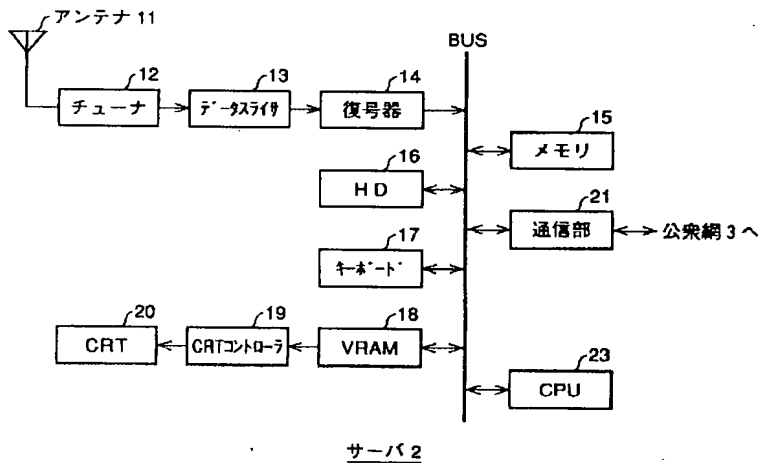 アンテナ 11
BUS
12
チューナ
13
データスライサ
14
復号器
15
メモリ
16
HD
21
通信部
公衆網 3 へ
17
キーボード
20
CRT
19
CRTコントローラ
18
VRAM
23
CPU
サーバ 2